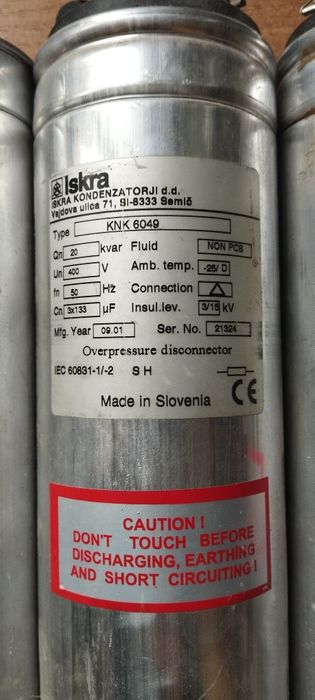 Iskra
ISKRA KONDENZATORJI d.d.
Vajdova ulica 71, SI-8333 Semič
Type KNK 6049
Qn 20 kvar Fluid NON PCB
Un 400 V Amb. temp. -25/ D
fn 50 Hz Connection
Cn 3x133 µF Insul.lev. 3/15 kV
Mfg. Year 09.01 Ser. No. 21324
Overpressure disconnector
IEC 60831-1/-2 S H
CE
Made in Slovenia
CAUTION !
DON'T TOUCH BEFORE
DISCHARGING, EARTHING
AND SHORT CIRCUITING !